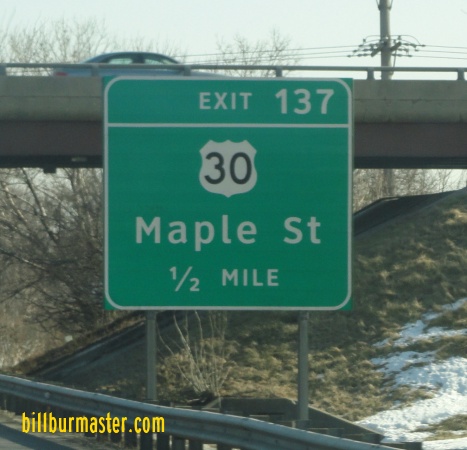 EXIT 137
30
Maple St
½ MILE
billburmaster.com